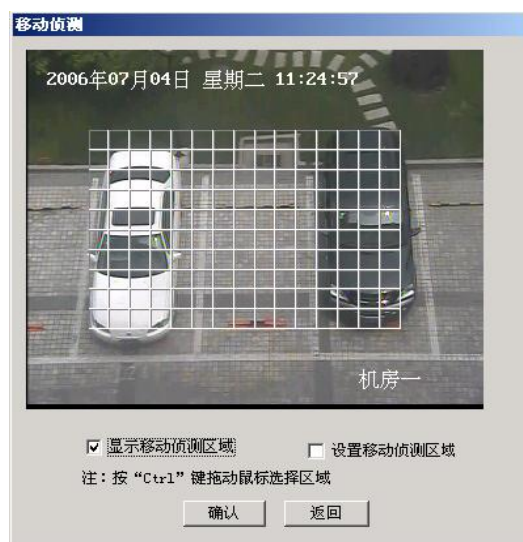 移动侦测
2006年07月04日 星期二 11:24:57
机房一
显示移动侦测区域 设置移动侦测区域
注：按“Ctrl”键拖动鼠标选择区域
确认 返回